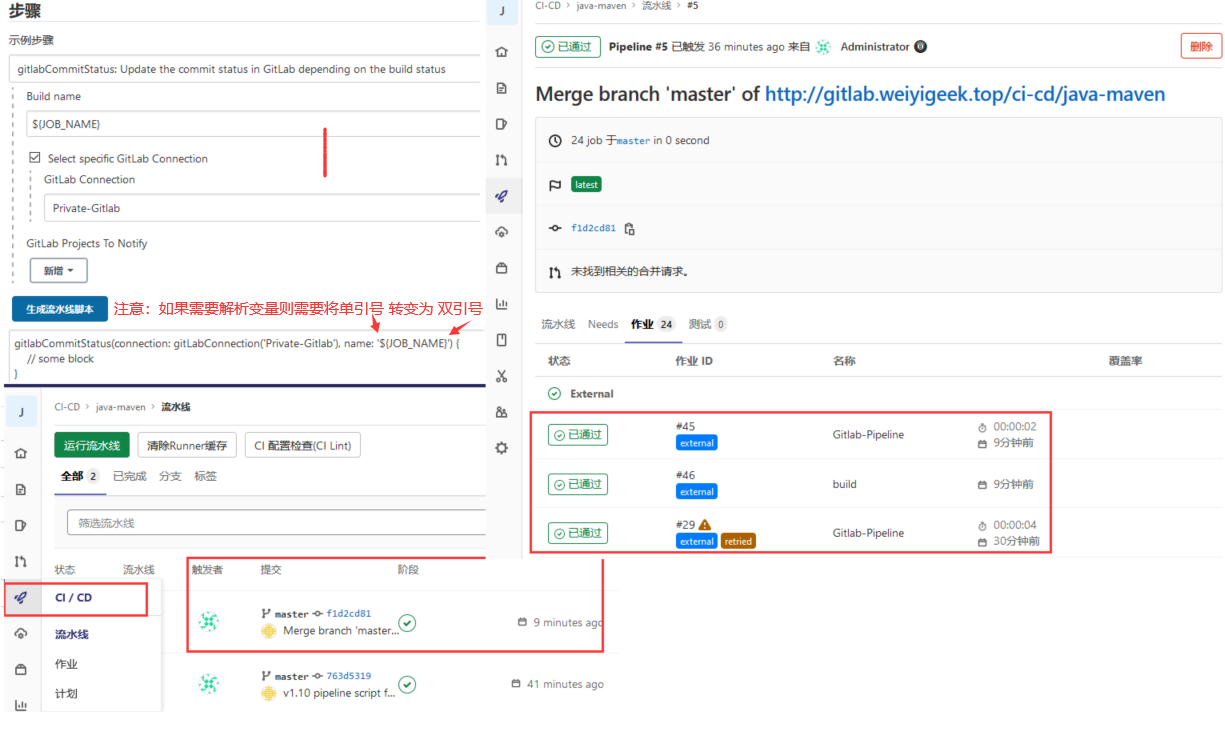 步骤
示例步骤
gitlabCommitStatus: Update the commit status in GitLab depending on the build status
Build name
${JOB_NAME}
Select specific GitLab Connection
GitLab Connection
Private-Gitlab
GitLab Projects To Notify
新增
生成流水线脚本
注意：如果需要解析变量则需要将单引号 转变为 双引号
gitlabCommitStatus(connection: gitLabConnection('Private-Gitlab'), name: '${JOB_NAME}') {
// some block
}
J
CI-CD > java-maven > 流水线
运行流水线 清除Runner缓存 CI 配置检查(CI Lint)
全部 2 已完成 分支 标签
筛选流水线
状态 流水线 触发者 提交 阶段
CI / CD
流水线
作业
计划
master f1d2cd81
Merge branch 'master...
9 minutes ago
master 763d5319
v1.10 pipeline script f...
41 minutes ago
J
CI-CD > java-maven > 流水线 > #5
已通过 Pipeline #5 已触发 36 minutes ago 来自 Administrator
删除
Merge branch 'master' of http://gitlab.weiyigeek.top/ci-cd/java-maven
24 job 于master in 0 second
latest
f1d2cd81
未找到相关的合并请求。
流水线 Needs 作业 24 测试 0
状态 作业 ID 名称 覆盖率
External
已通过 #45 external Gitlab-Pipeline 00:00:02 9分钟前
已通过 #46 external build 9分钟前
已通过 #29 external retried Gitlab-Pipeline 00:00:04 30分钟前